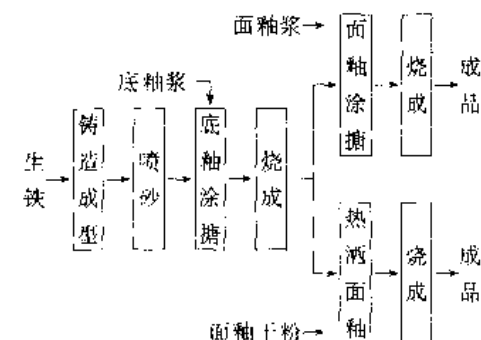 面釉浆
面釉涂搪
烧成
成品
底釉浆
生铁
铸造成型
喷砂
底釉涂搪
烧成
热洒面釉
烧成
成品
面釉干粉